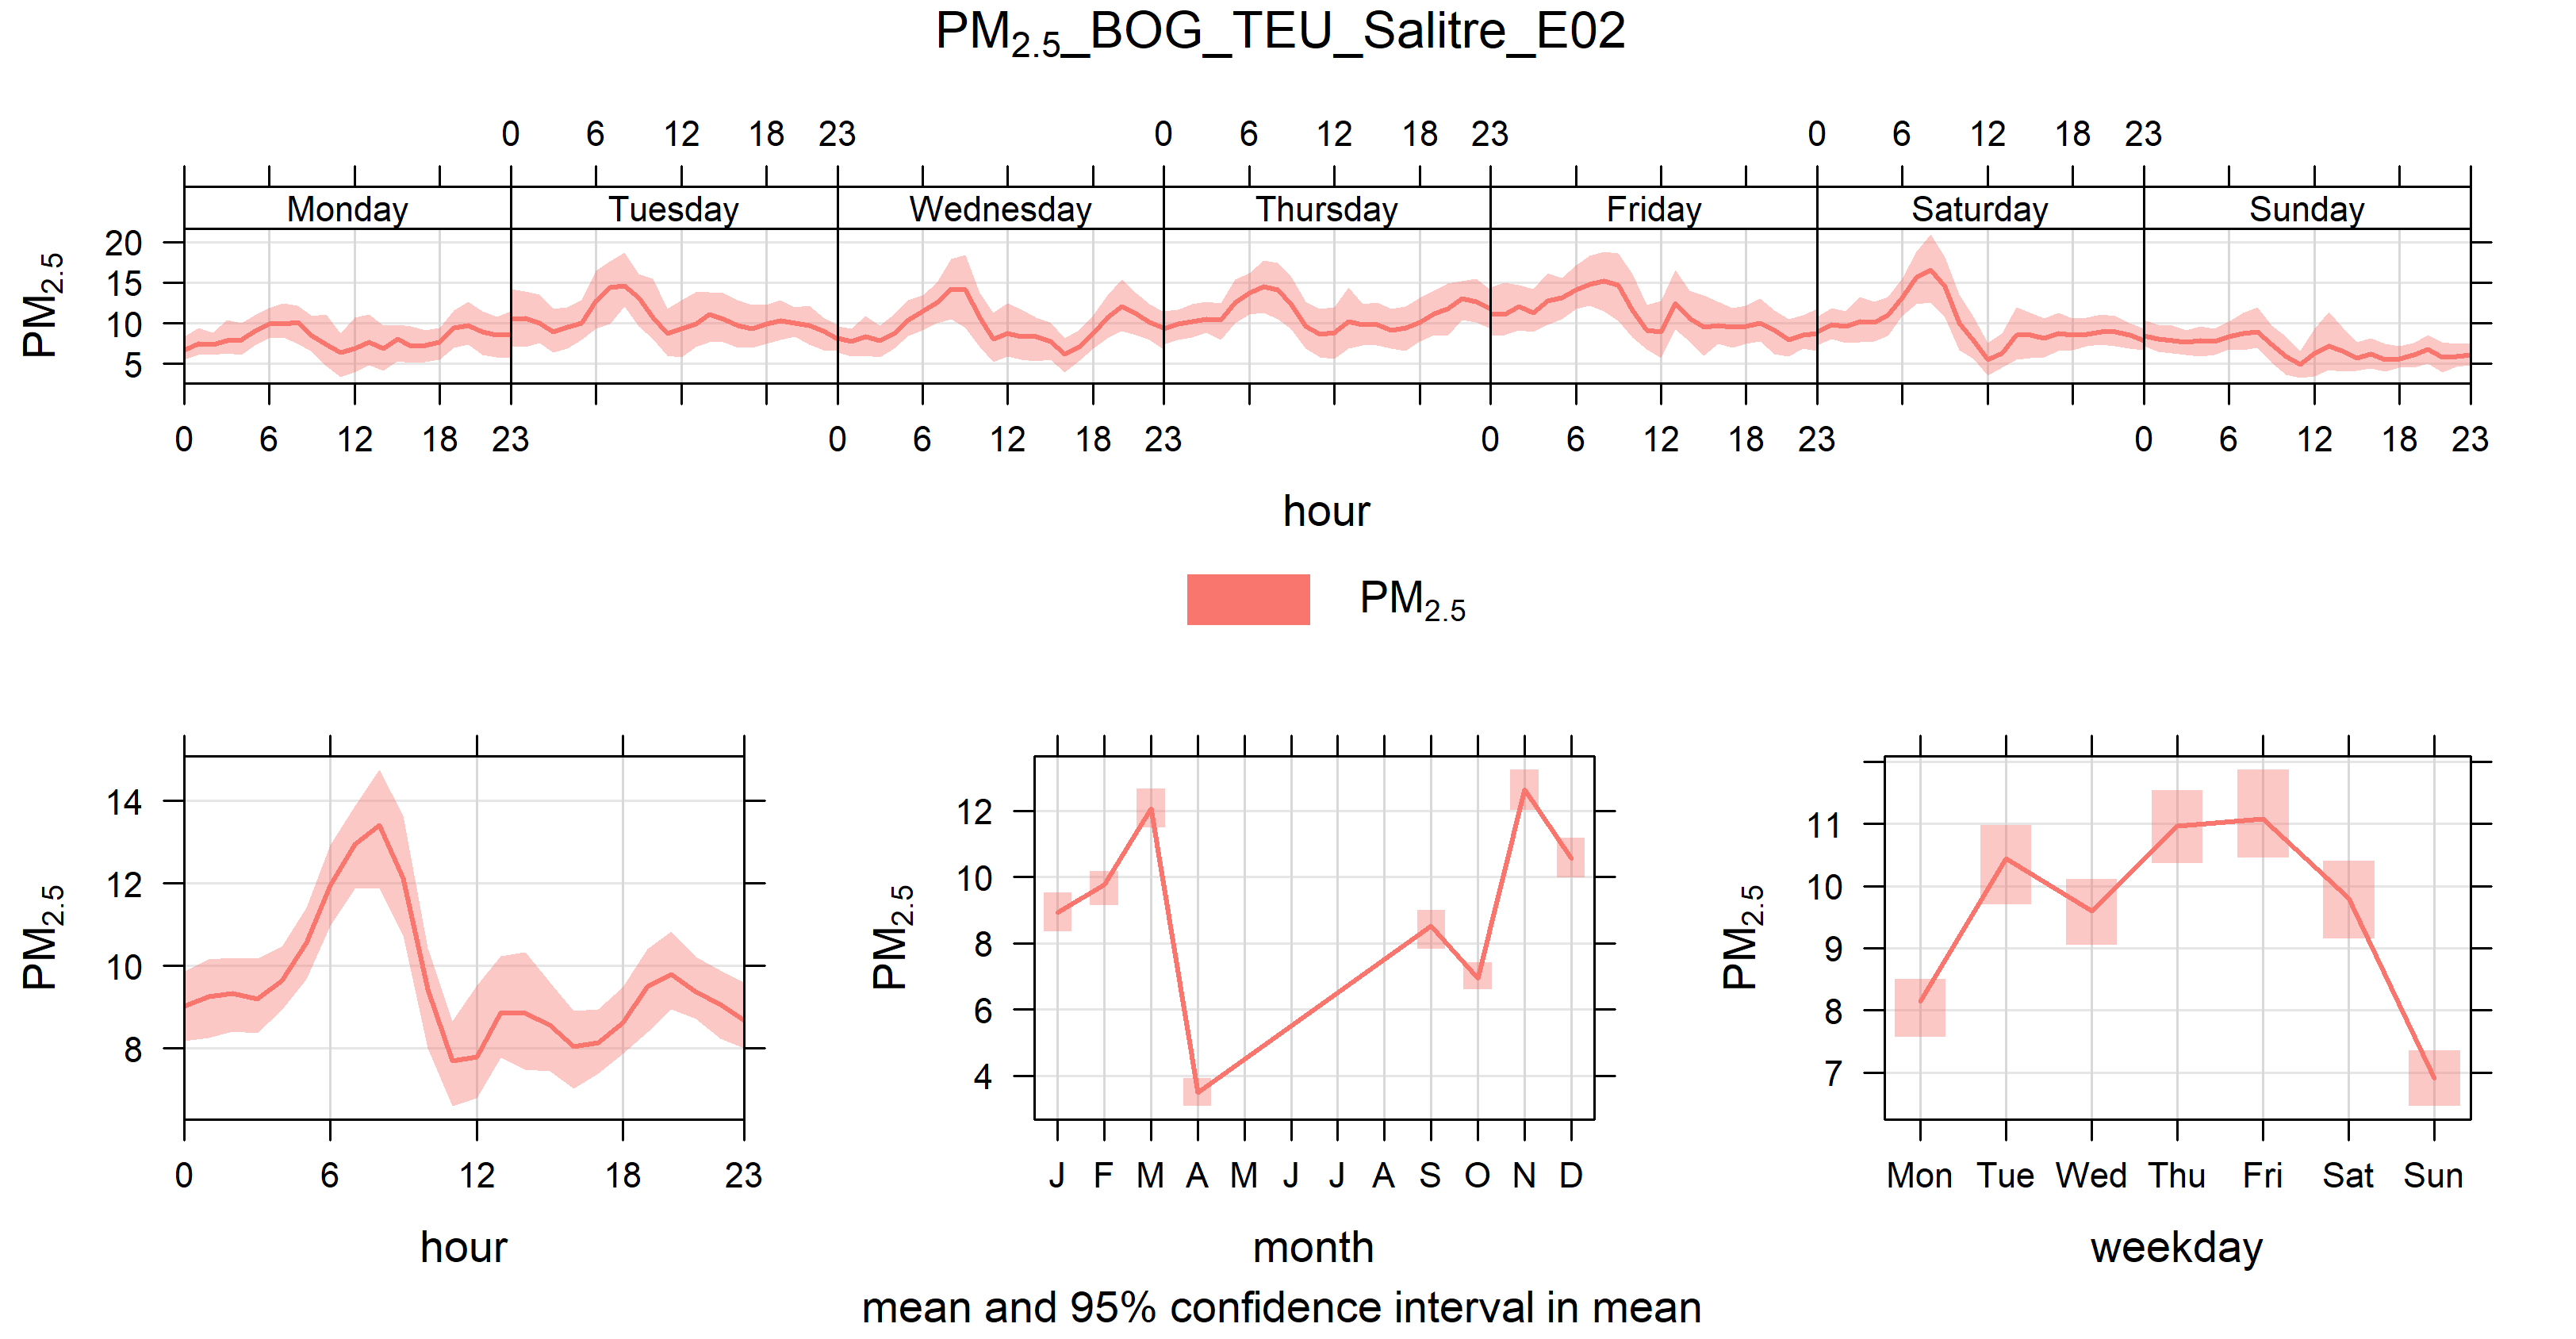 PM2.5_BOG_TEU_Salitre_E02
0 6 12 18 23 0 6 12 18 23 0 6 12 18 23
Monday Tuesday Wednesday Thursday Friday Saturday Sunday
PM2.5
20
15
10
5
0 6 12 18 23 0 6 12 18 23 0 6 12 18 23 0 6 12 18 23
hour
PM2.5
PM2.5
14
12
10
8
0 6 12 18 23
hour
PM2.5
12
10
8
6
4
J F M A M J J A S O N D
month
PM2.5
11
10
9
8
7
Mon Tue Wed Thu Fri Sat Sun
weekday
mean and 95% confidence interval in mean